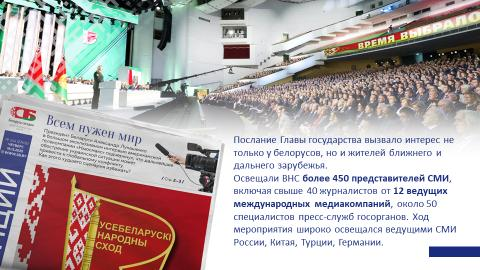 ВРЕМЯ ВЫБРАЛО
Всем нужен мир
УСЕБЕЛАРУСКІ
НАРОДНЫ
СХОД
Послание Главы государства вызвало интерес не
только у белорусов, но и жителей ближнего и
дальнего зарубежья.
Освещали ВНС более 450 представителей СМИ,
включая свыше 40 журналистов от 12 ведущих
международных медиакомпаний, около 50
специалистов пресс-служб госорганов. Ход
мероприятия широко освещался ведущими СМИ
России, Китая, Турции, Германии.